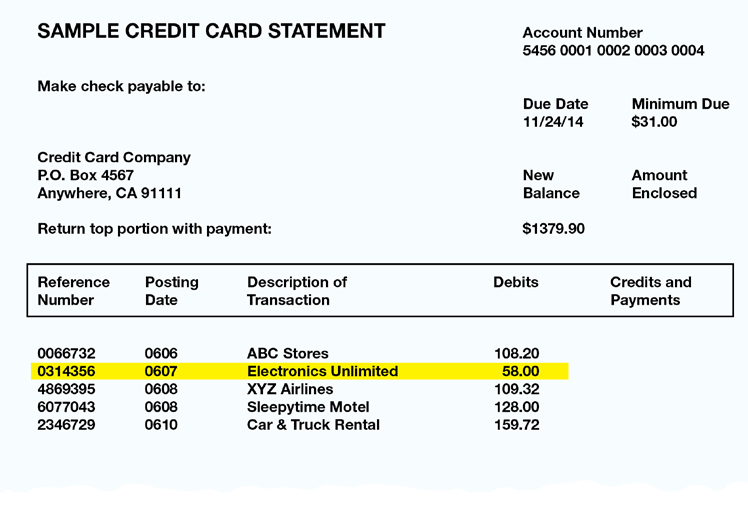 SAMPLE CREDIT CARD STATEMENT
Account Number
5456 0001 0002 0003 0004
Make check payable to:
Due Date Minimum Due
11/24/14 $31.00
Credit Card Company
P.O. Box 4567
Anywhere, CA 91111
New Amount
Balance Enclosed
Return top portion with payment: $1379.90
Reference Posting Description of Debits Credits and
Number Date Transaction Payments
0066732 0606 ABC Stores 108.20
0314356 0607 Electronics Unlimited 58.00
4869395 0608 XYZ Airlines 109.32
6077043 0608 Sleepytime Motel 128.00
2346729 0610 Car & Truck Rental 159.72